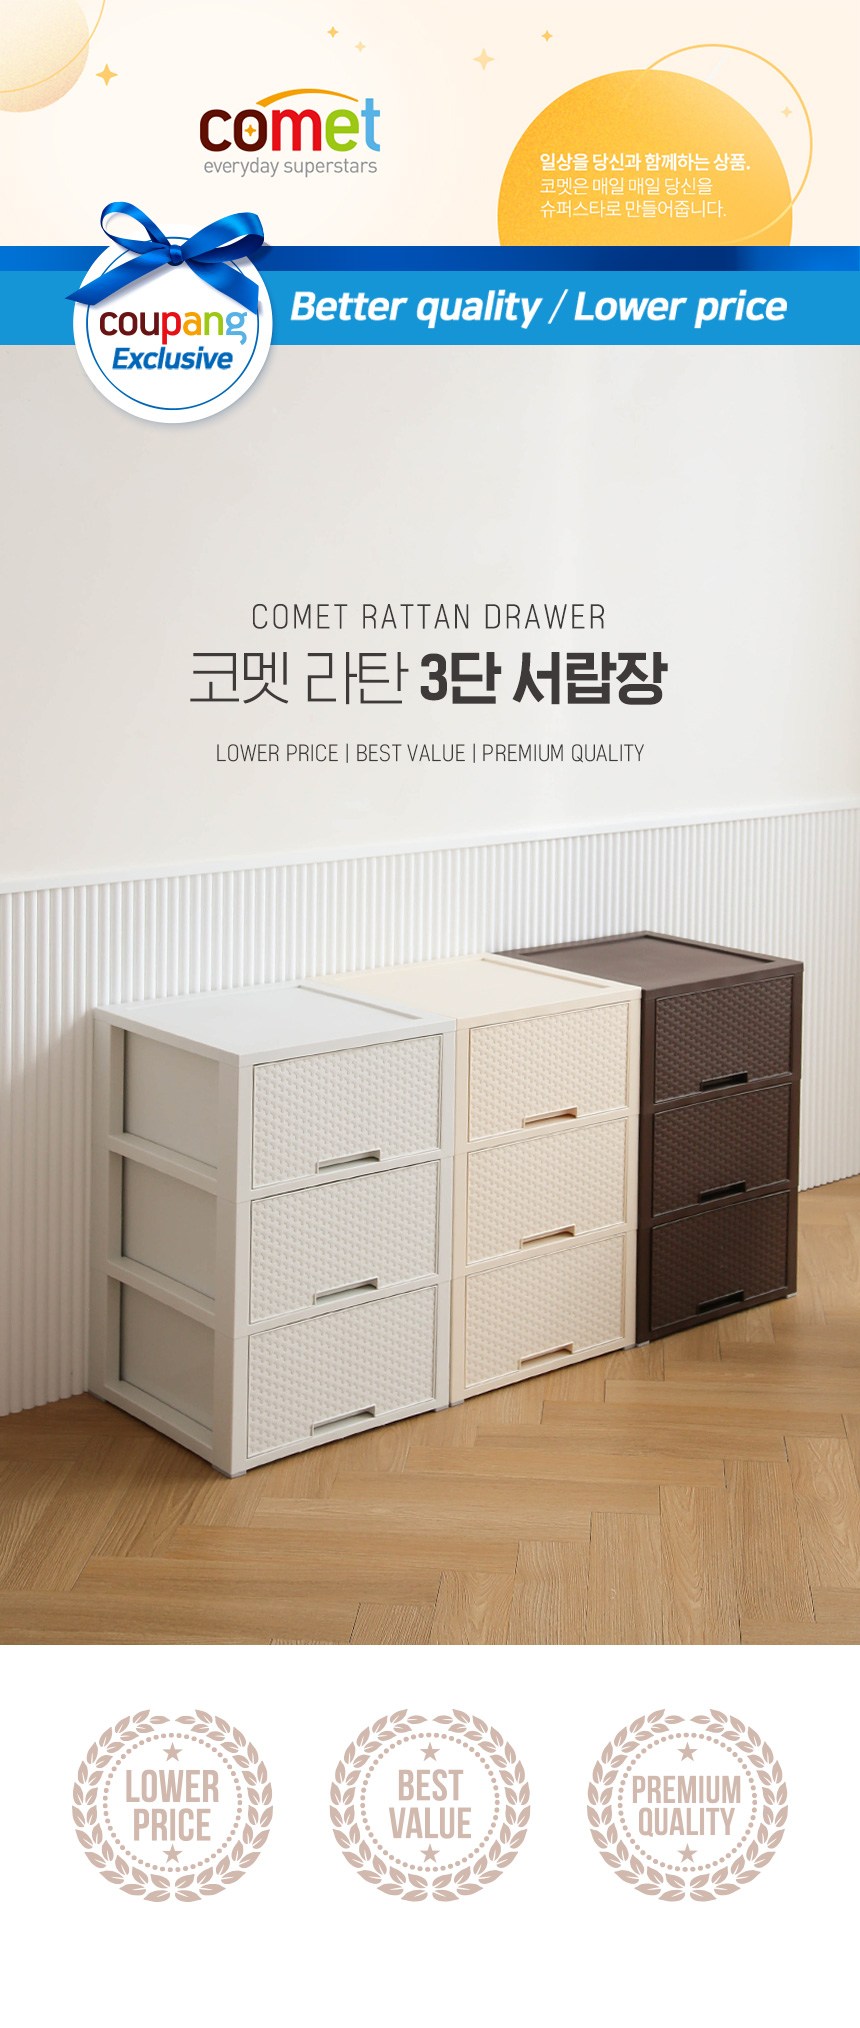 comet
everyday superstars
일상을 당신과 함께하는 상품.
코멧은 매일 매일 당신을
슈퍼스타로 만들어줍니다.
coupang
Exclusive
Better quality / Lower price
COMET RATTAN DRAWER
코멧 라탄 3단 서랍장
LOWER PRICE | BEST VALUE | PREMIUM QUALITY
LOWER
PRICE
BEST
VALUE
PREMIUM
QUALITY